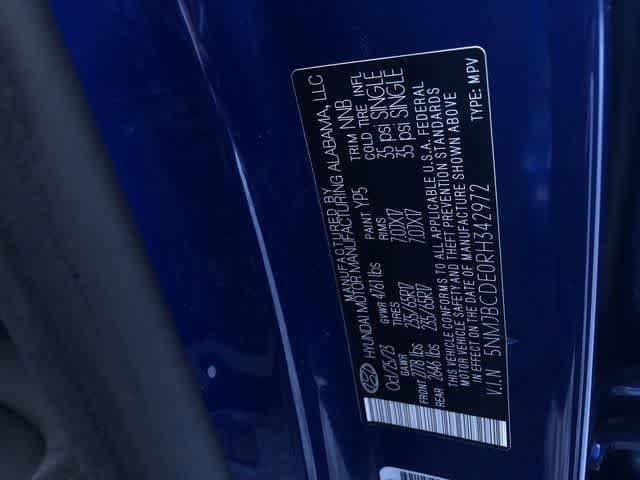 MANUFACTURED BY
HYUNDAI MOTOR MANUFACTURING ALABAMA, LLC
Oct/25/23 GVWR 4761 lbs PAINT YP5 TRIM NNB
GAWR TIRES RIMS COLD TIRE INFL
FRONT 2778 lbs 235/65R17 7.0JX17 35 psi SINGLE
REAR 2646 lbs 235/65R17 7.0JX17 35 psi SINGLE
THIS VEHICLE CONFORMS TO ALL APPLICABLE U.S.A. FEDERAL
MOTOR VEHICLE SAFETY AND THEFT PREVENTION STANDARDS
IN EFFECT ON THE DATE OF MANUFACTURE SHOWN ABOVE
V.I.N 5NMJBCDE0RH342972 TYPE: MPV